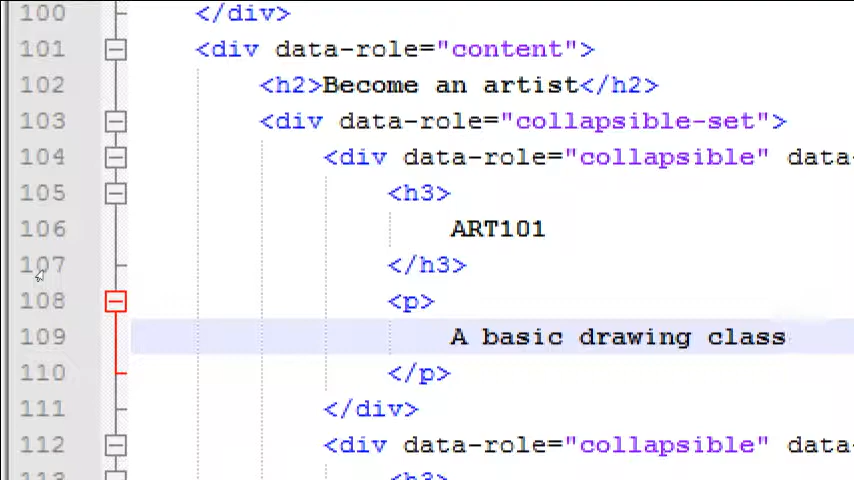 100 </div>
101 <div data-role="content">
102 <h2>Become an artist</h2>
103 <div data-role="collapsible-set">
104 <div data-role="collapsible" data-
105 <h3>
106 ART101
107 </h3>
108 <p>
109 A basic drawing class
110 </p>
111 </div>
112 <div data-role="collapsible" data-
113 <h3>